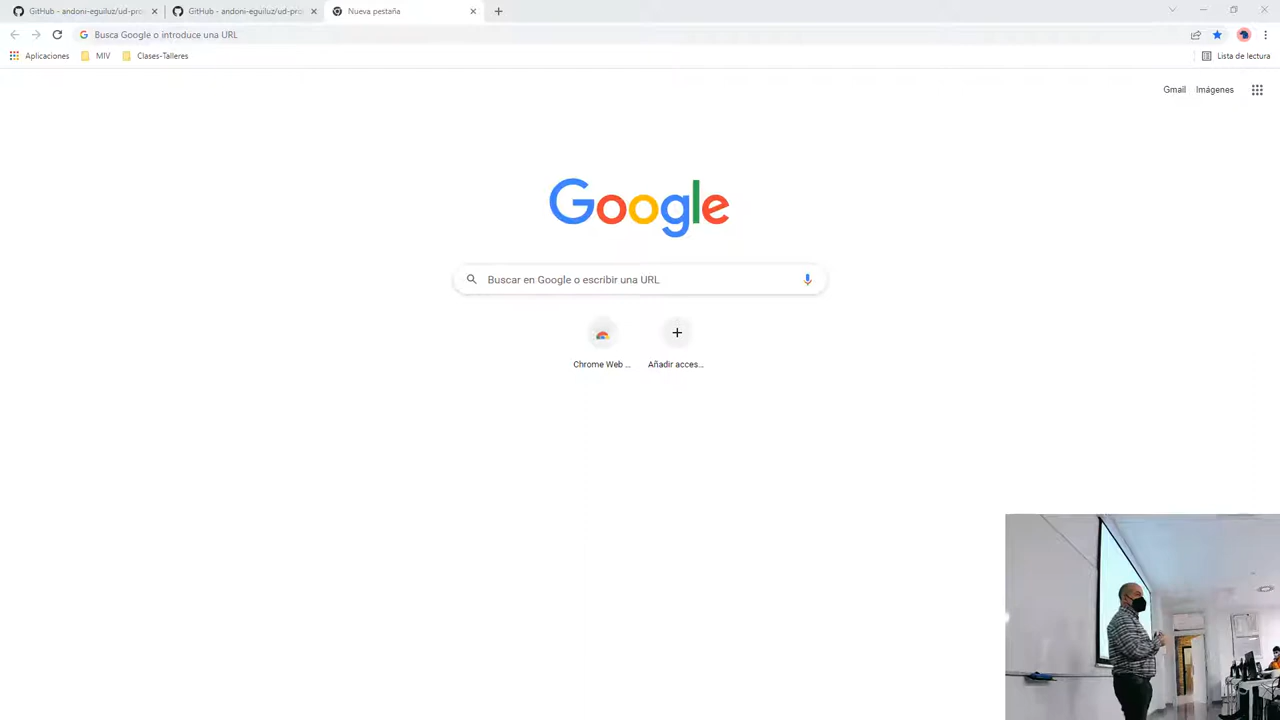 GitHub - andoni-eguiluz/ud-pro
GitHub - andoni-eguiluz/ud-pro
Nueva pestaña
Busca Google o introduce una URL
Aplicaciones
MIV
Clases-Talleres
Lista de lectura
Gmail
Imágenes
Google
Buscar en Google o escribir una URL
Chrome Web ...
Añadir acces...